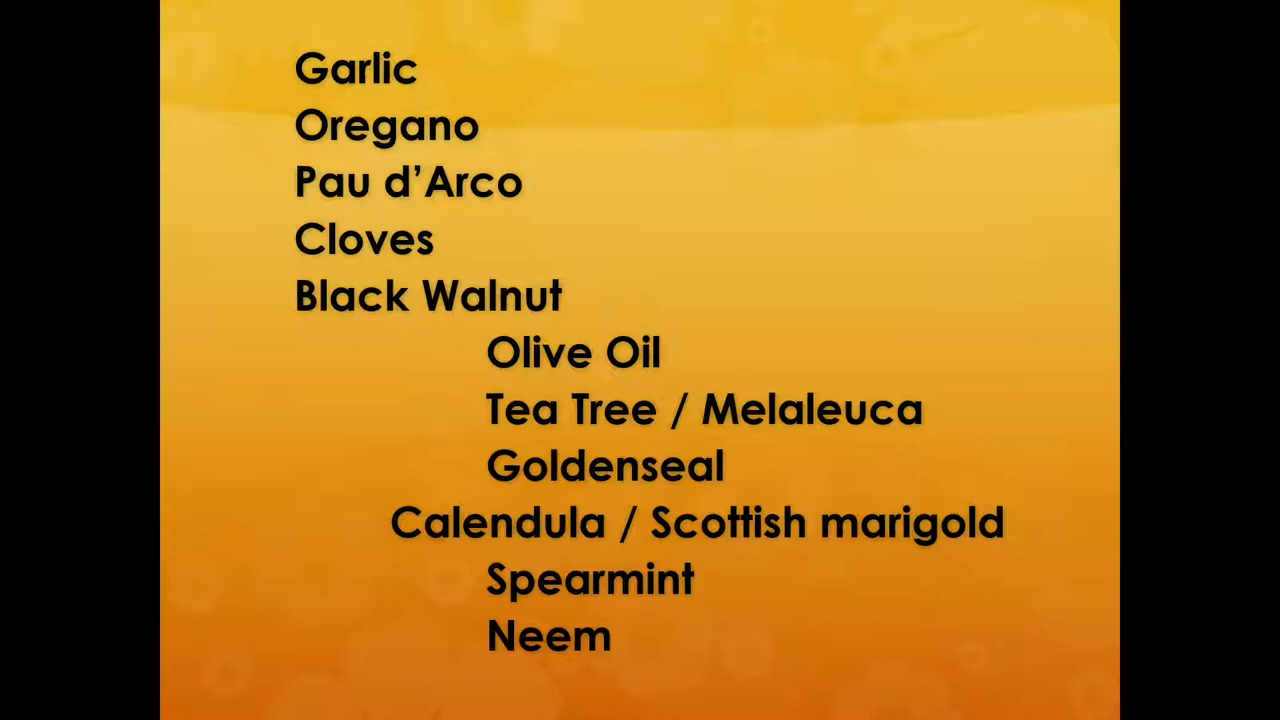 Garlic
Oregano
Pau d’Arco
Cloves
Black Walnut
Olive Oil
Tea Tree / Melaleuca
Goldenseal
Calendula / Scottish marigold
Spearmint
Neem